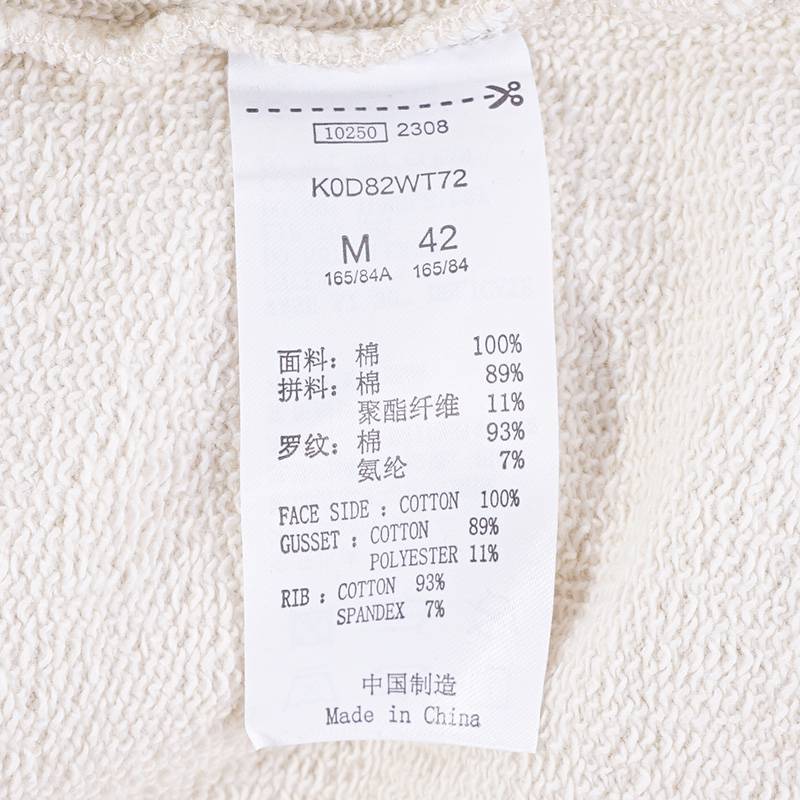 10250 2308
K0D82WT72
M 42
165/84A 165/84
面料: 棉 100%
拼料: 棉 89%
聚酯纤维 11%
罗纹: 棉 93%
氨纶 7%
FACE SIDE : COTTON 100%
GUSSET : COTTON 89%
POLYESTER 11%
RIB : COTTON 93%
SPANDEX 7%
中国制造
Made in China